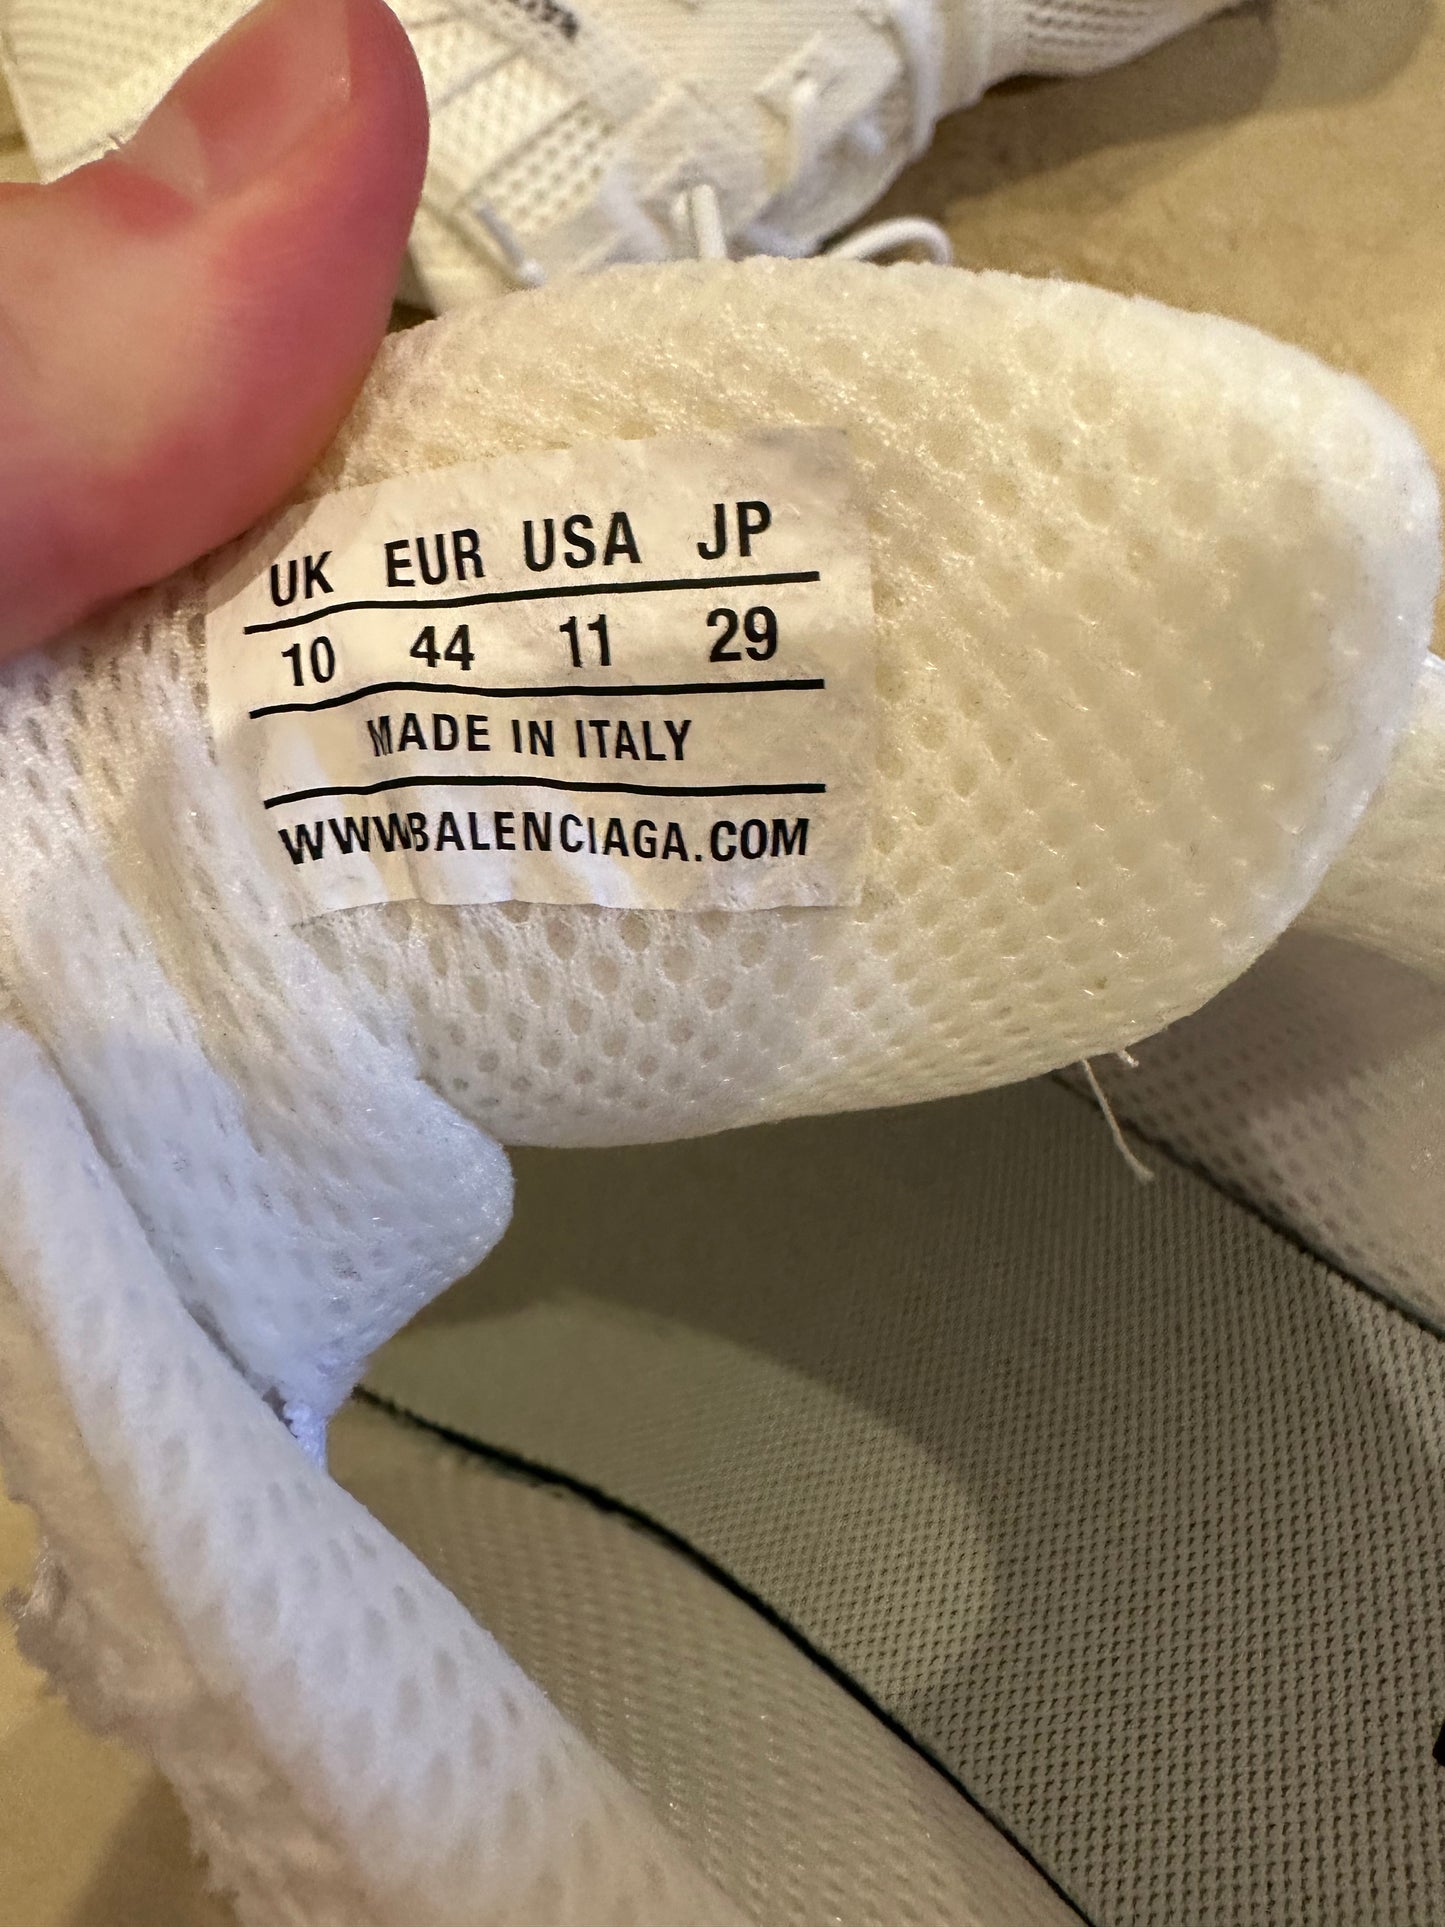 UK EUR USA JP
10 44 11 29
MADE IN ITALY
WWWBALENCIAGA.COM